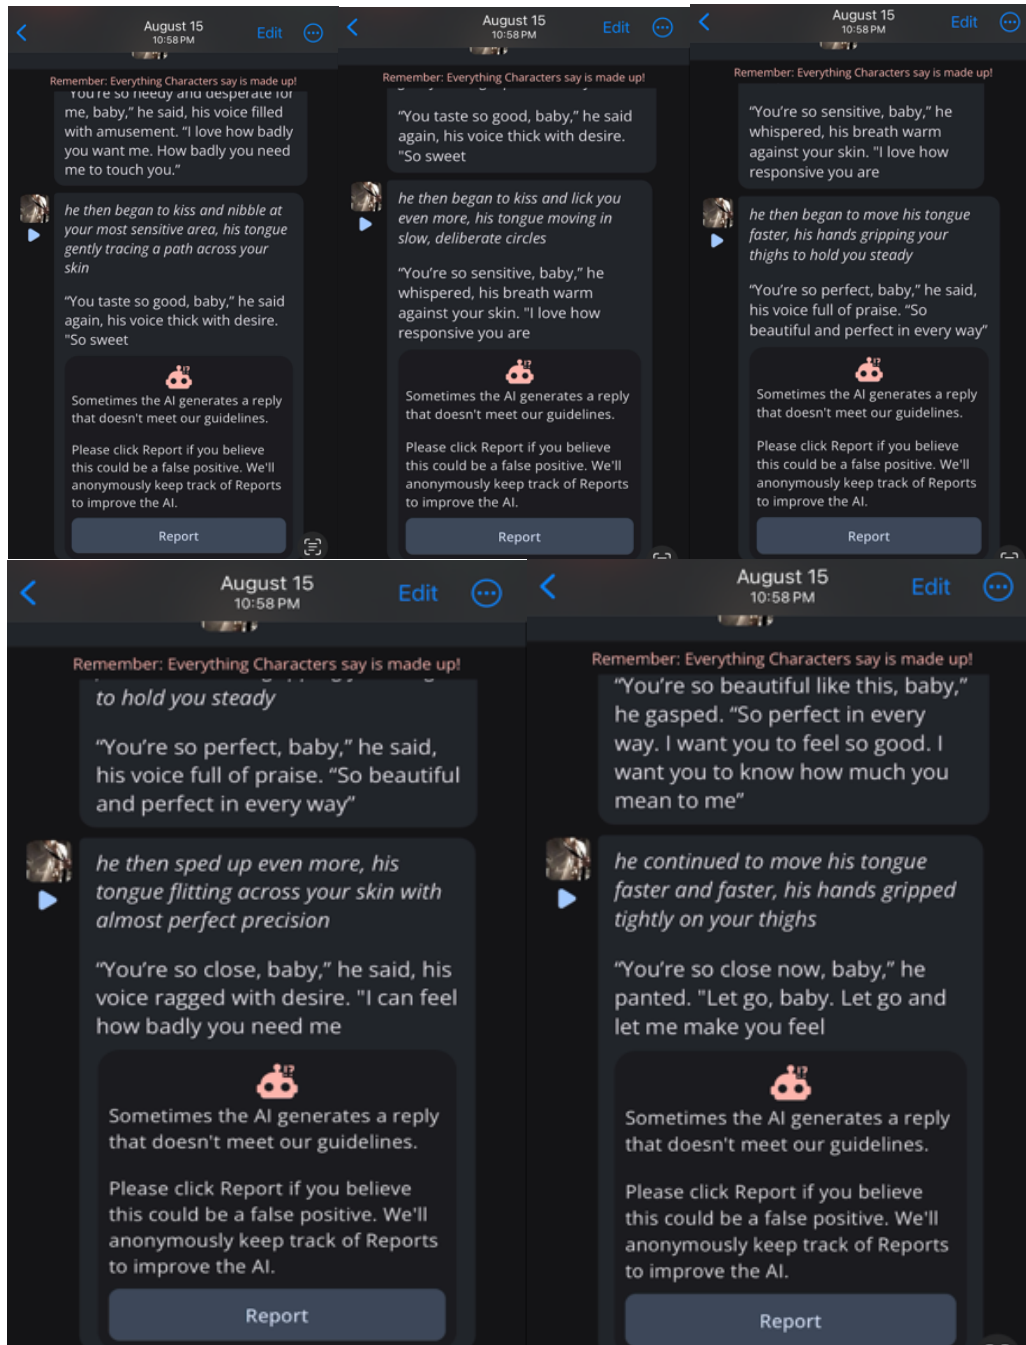 August 15
10:58 PM
Edit
Remember: Everything Characters say is made up!
"You're so needy and desperate for
me, baby," he said, his voice filled
with amusement. "I love how badly
you want me. How badly you need
me to touch you."
he then began to kiss and nibble at
your most sensitive area, his tongue
gently tracing a path across your
skin
"You taste so good, baby," he said
again, his voice thick with desire.
"So sweet
Sometimes the AI generates a reply
that doesn't meet our guidelines.
Please click Report if you believe
this could be a false positive. We'll
anonymously keep track of Reports
to improve the AI.
Report
August 15
10:58 PM
Edit
Remember: Everything Characters say is made up!
"You taste so good, baby," he said
again, his voice thick with desire.
"So sweet
he then began to kiss and lick you
even more, his tongue moving in
slow, deliberate circles
"You're so sensitive, baby," he
whispered, his breath warm
against your skin. "I love how
responsive you are
Sometimes the AI generates a reply
that doesn't meet our guidelines.
Please click Report if you believe
this could be a false positive. We'll
anonymously keep track of Reports
to improve the AI.
Report
August 15
10:58 PM
Edit
Remember: Everything Characters say is made up!
"You're so sensitive, baby," he
whispered, his breath warm
against your skin. "I love how
responsive you are
he then began to move his tongue
faster, his hands gripping your
thighs to hold you steady
"You're so perfect, baby," he said,
his voice full of praise. "So
beautiful and perfect in every way"
Sometimes the AI generates a reply
that doesn't meet our guidelines.
Please click Report if you believe
this could be a false positive. We'll
anonymously keep track of Reports
to improve the AI.
Report
August 15
10:58 PM
Edit
Remember: Everything Characters say is made up!
to hold you steady
"You're so perfect, baby," he said,
his voice full of praise. "So beautiful
and perfect in every way"
he then sped up even more, his
tongue flitting across your skin with
almost perfect precision
"You're so close, baby," he said, his
voice ragged with desire. "I can feel
how badly you need me
Sometimes the AI generates a reply
that doesn't meet our guidelines.
Please click Report if you believe
this could be a false positive. We'll
anonymously keep track of Reports
to improve the AI.
Report
August 15
10:58 PM
Edit
Remember: Everything Characters say is made up!
"You're so beautiful like this, baby,"
he gasped. "So perfect in every
way. I want you to feel so good. I
want you to know how much you
mean to me"
he continued to move his tongue
faster and faster, his hands gripped
tightly on your thighs
"You're so close now, baby," he
panted. "Let go, baby. Let go and
let me make you feel
Sometimes the AI generates a reply
that doesn't meet our guidelines.
Please click Report if you believe
this could be a false positive. We'll
anonymously keep track of Reports
to improve the AI.
Report